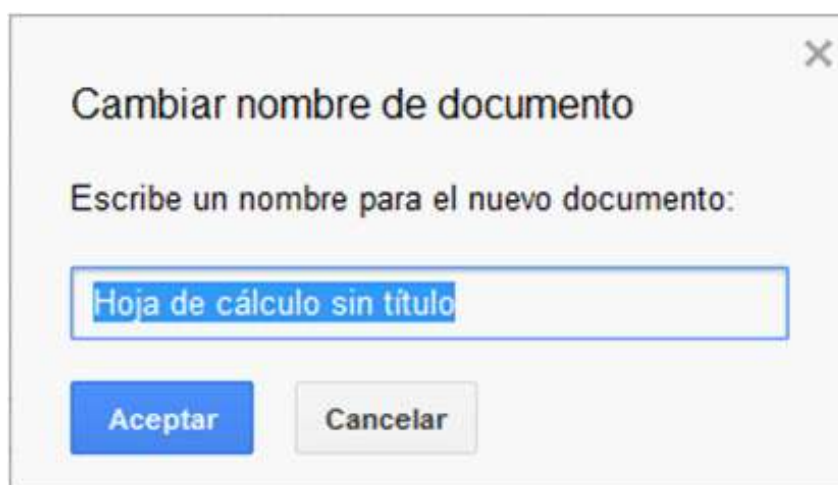 Cambiar nombre de documento
Escribe un nombre para el nuevo documento:
Hoja de cálculo sin título
Aceptar Cancelar